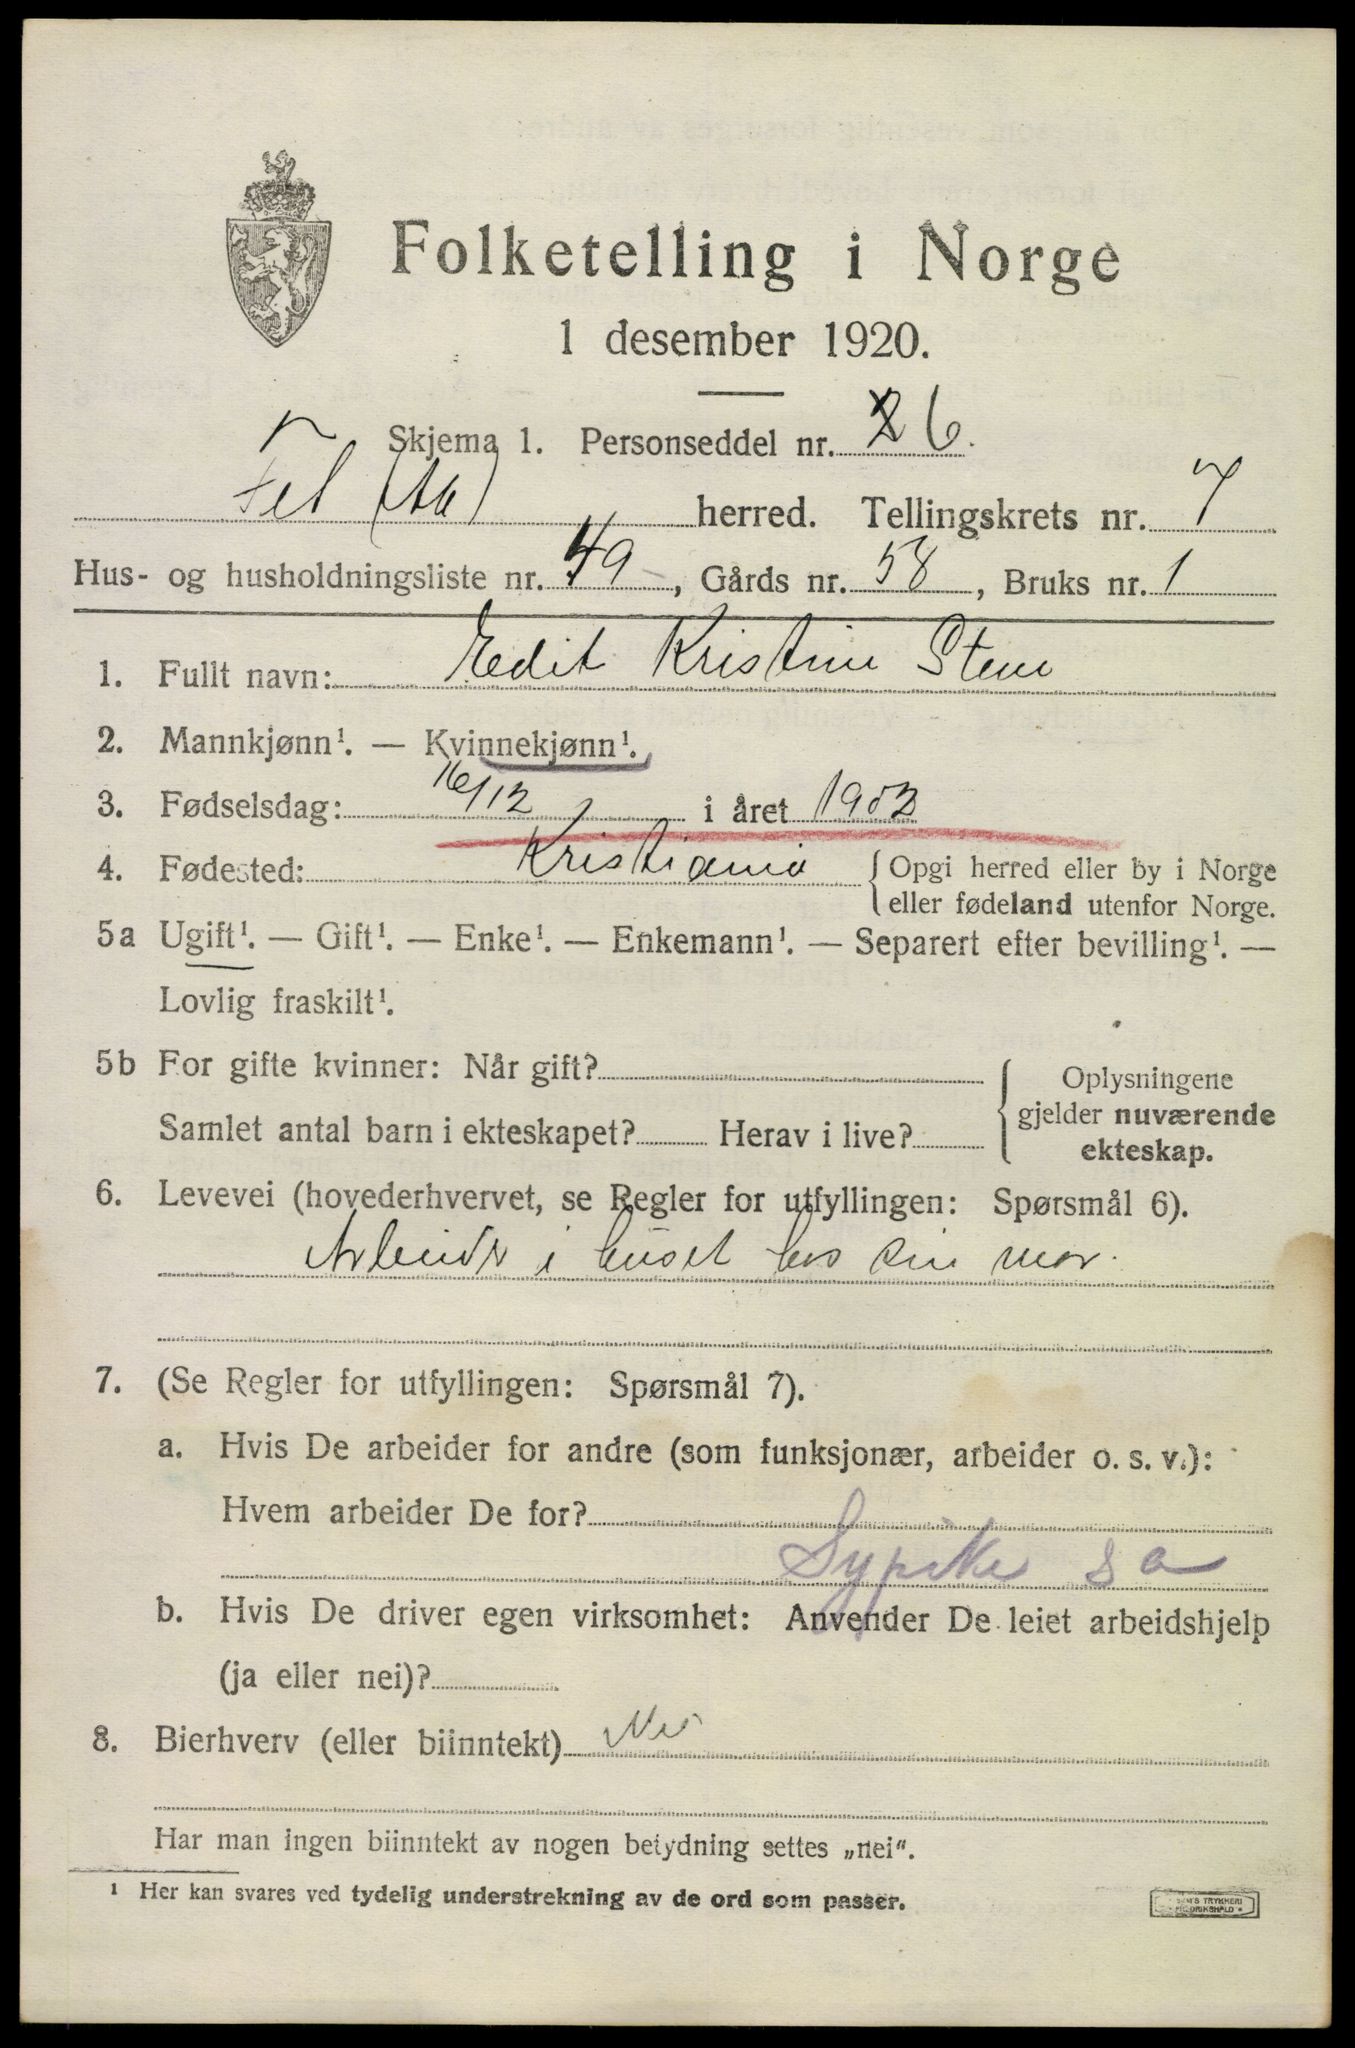 Folketelling i Norge
1 desember 1920.
Skjema 1. Personseddel nr. 6.
Fet (Ak) herred. Tellingskrets nr. 7
Hus- og husholdningsliste nr. 49, Gårds nr. 58, Bruks nr. 1
1. Fullt navn: Edit Kristine
2. Mannkjønn¹. — Kvinnekjønn¹.
3. Fødselsdag: 16/12 i året
4. Fødested: Kristiania { Opgi herred eller by i Norge
eller fødeland utenfor Norge.
5a Ugift¹. — Gift¹. — Enke¹. — Enkemann¹. — Separert efter bevilling¹. —
Lovlig fraskilt¹.
5b For gifte kvinner: Når gift?
Samlet antal barn i ekteskapet? Herav i live?
Oplysningene
gjelder nuværende
ekteskap.
6. Levevei (hovederhvervet, se Regler for utfyllingen: Spørsmål 6).
Arbeider i huset hos sin mor.
7. (Se Regler for utfyllingen: Spørsmål 7).
a. Hvis De arbeider for andre (som funksjonær, arbeider o. s. v.):
Hvem arbeider De for?
Sypike s a
b. Hvis De driver egen virksomhet: Anvender De leiet arbeidshjelp
(ja eller nei)?
8. Bierhverv (eller biinntekt) Nei
Har man ingen biinntekt av nogen betydning settes „nei“.
¹ Her kan svares ved tydelig understrekning av de ord som passer.